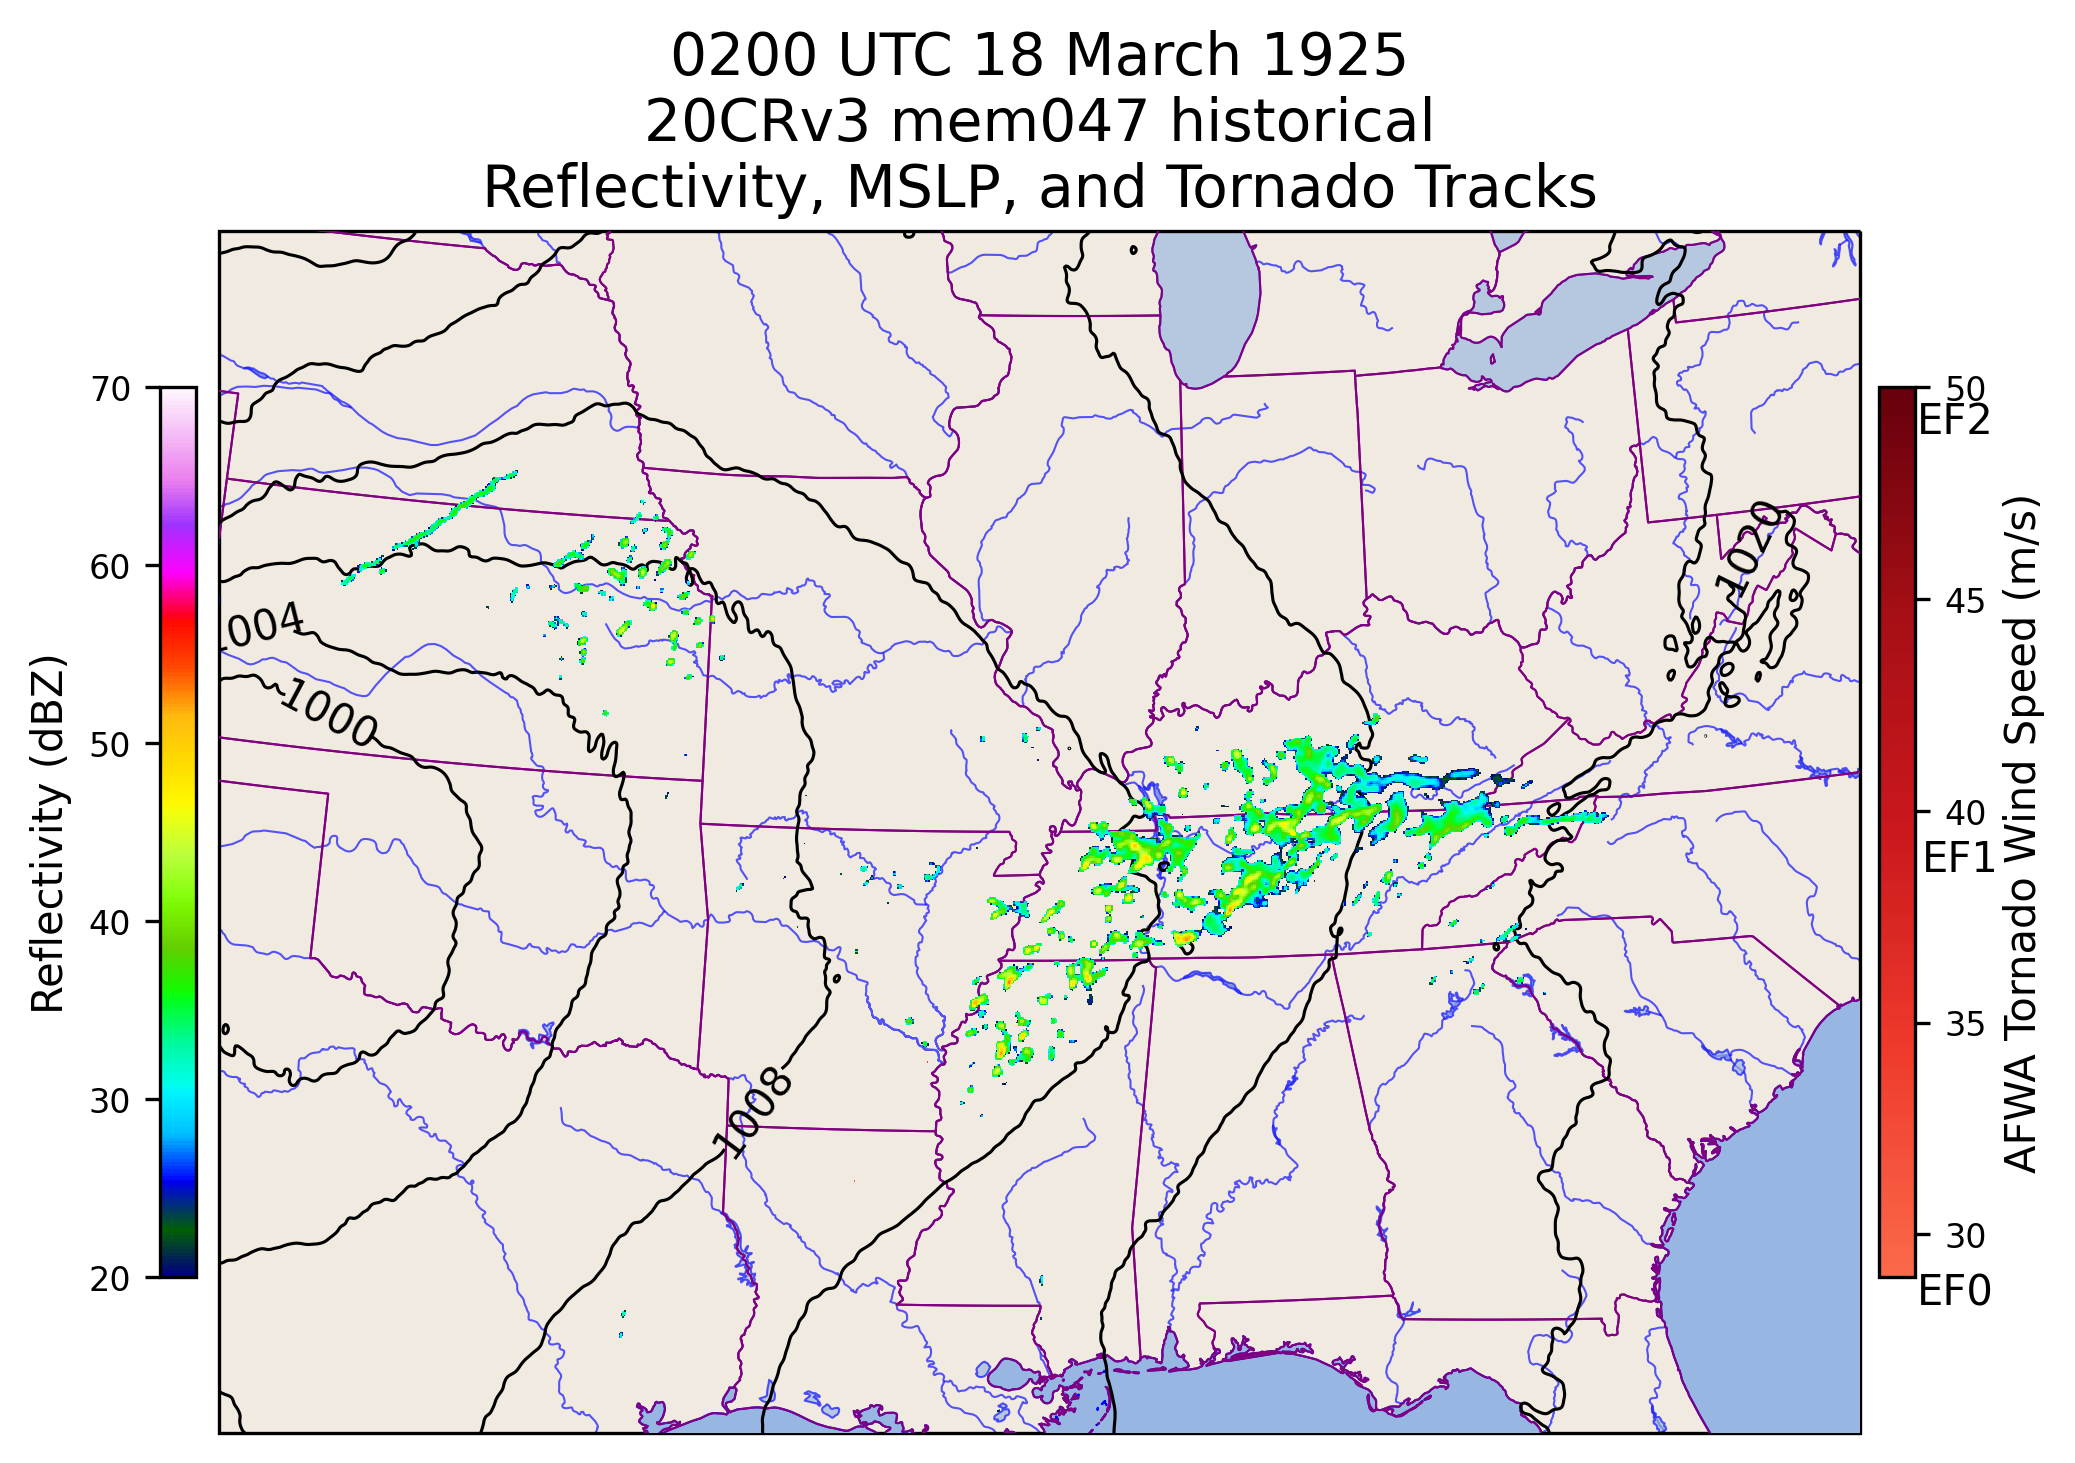 0200 UTC 18 March 1925
20CRv3 mem047 historical
Reflectivity, MSLP, and Tornado Tracks
Reflectivity (dBZ)
70
60
50
40
30
20
1004
1000
1008
1020
50
EF2
45
40
EF1
35
30
EF0
AFWA Tornado Wind Speed (m/s)